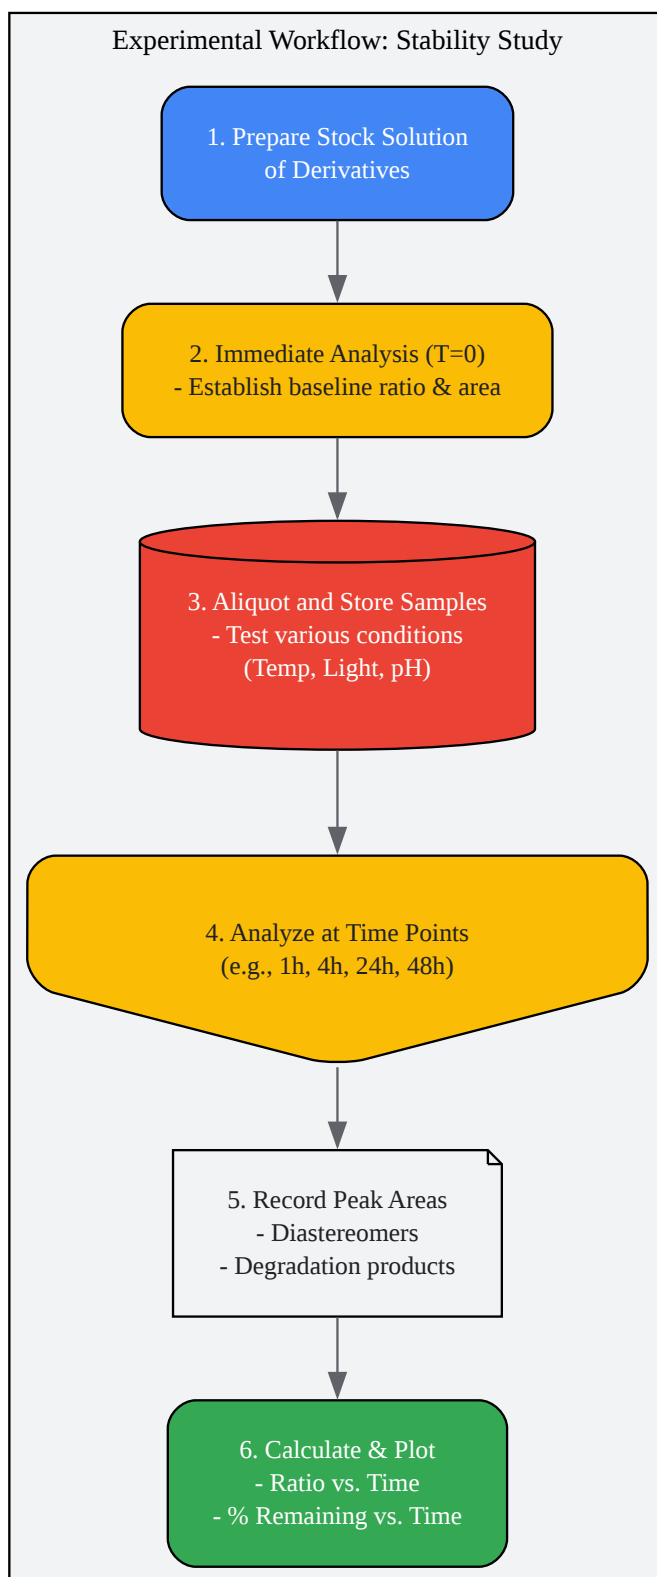 Experimental Workflow: Stability Study
1. Prepare Stock Solution
of Derivatives
2. Immediate Analysis (T=0)
- Establish baseline ratio & area
3. Aliquot and Store Samples
- Test various conditions
(Temp, Light, pH)
4. Analyze at Time Points
(e.g., 1h, 4h, 24h, 48h)
5. Record Peak Areas
- Diastereomers
- Degradation products
6. Calculate & Plot
- Ratio vs. Time
- % Remaining vs. Time